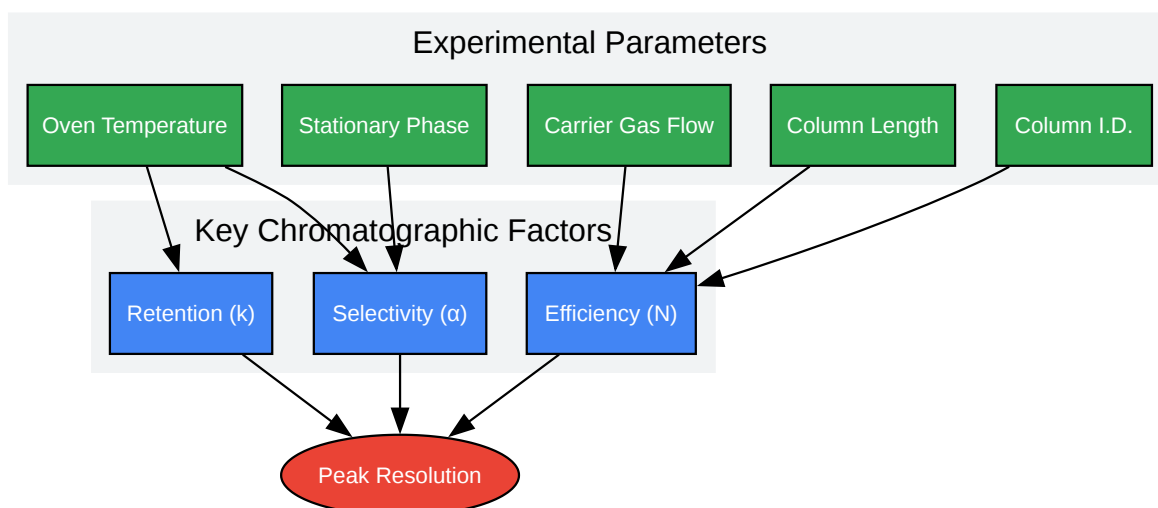 Experimental Parameters
Oven Temperature
Stationary Phase
Carrier Gas Flow
Column Length
Column I.D.
Key Chromatographic Factors
Retention (k)
Selectivity (α)
Efficiency (N)
Peak Resolution